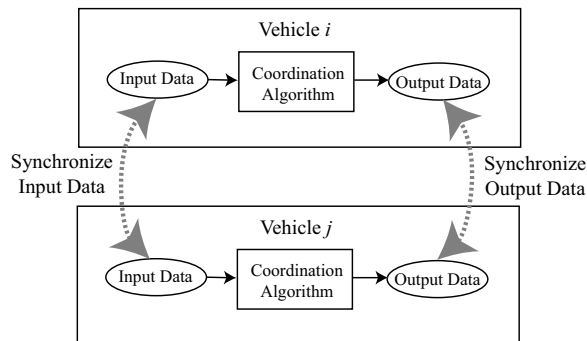 Vehicle i
Input Data
Coordination
Algorithm
Output Data
Synchronize
Input Data
Synchronize
Output Data
Vehicle j
Input Data
Coordination
Algorithm
Output Data